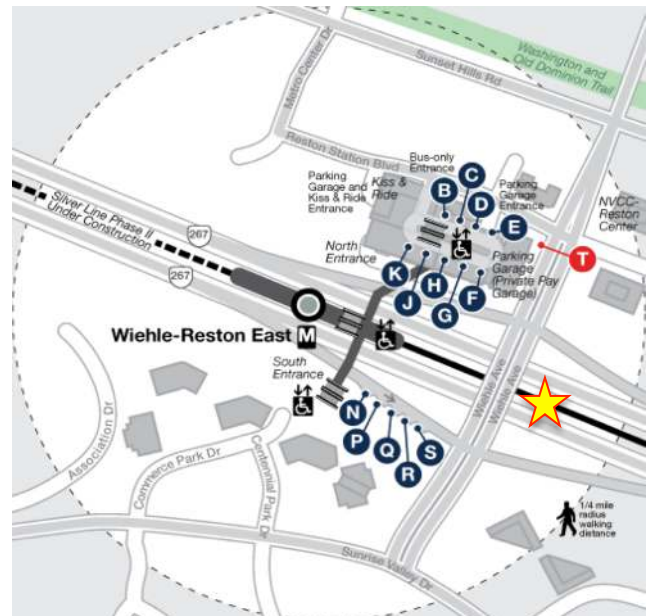 Washington and
Old Dominion Trail
Sunset Hills Rd
Metro Center Dr
Reston Station Blvd
Bus-only
Entrance
Parking
Garage and
Kiss & Ride
Entrance
Kiss &
Ride
Parking
Garage
Entrance
B
C
D
E
NVCC-
Reston
Center
T
Silver Line Phase II
Under Construction
267
267
North
Entrance
K
J
H
G
F
Parking
Garage
(Private Pay
Garage)
Wiehle-Reston East M
South
Entrance
Wiehle Ave
Wiehle Ave
N
P
Q
R
S
Association Dr
Commerce Park Dr
Centennial Park Dr
Sunrise Valley Dr
1/4 mile
radius
walking
distance